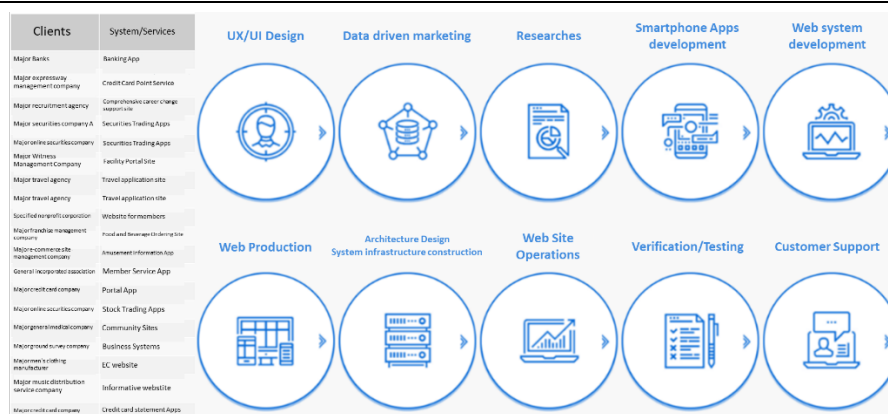 Clients System/Services
Major Banks Banking App
Major expressway
management company Credit Card Point Service
Major recruitment agency Comprehensive career change
support site
Major securities company A Securities Trading Apps
Major online securities company Securities Trading Apps
Major Witness
Management Company Facility Portal Site
Major travel agency Travel application site
Major travel agency Travel application site
Specified nonprofit corporation Website for members
Major franchise management
company Food and Beverage Ordering Site
Major e-commerce site
management company Amusement Information App
General incorporated association Member Service App
Major credit card company Portal App
Major online securities company Stock Trading Apps
Major general medical company Community Sites
Major ground survey company Business Systems
Major men's clothing
manufacturer EC website
Major music distribution
service company Informative webstite
Major credit card company Credit card statement Apps
UX/UI Design
Data driven marketing
Researches
Smartphone Apps
development
Web system
development
Web Production
Architecture Design
System infrastructure construction
Web Site
Operations
Verification/Testing
Customer Support